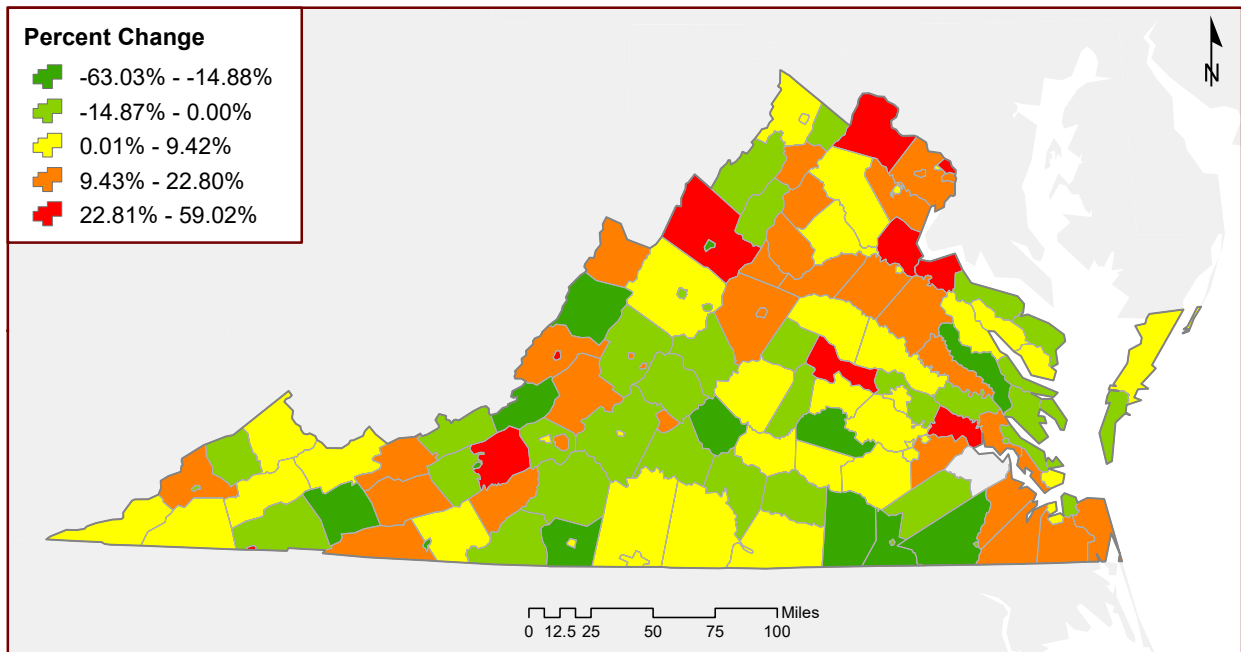 Percent Change
-63.03% - -14.88%
-14.87% - 0.00%
0.01% - 9.42%
9.43% - 22.80%
22.81% - 59.02%
N
Miles
0 12.5 25 50 75 100